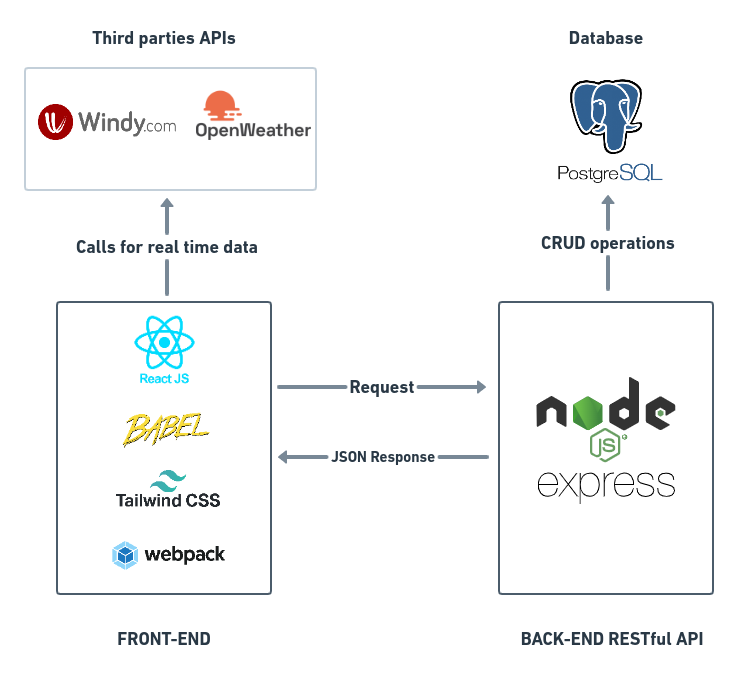 Third parties APIs
Database
Windy.com
OpenWeather
PostgreSQL
Calls for real time data
CRUD operations
React JS
Request
node
JS
BABEL
JSON Response
express
Tailwind CSS
webpack
FRONT-END
BACK-END RESTful API